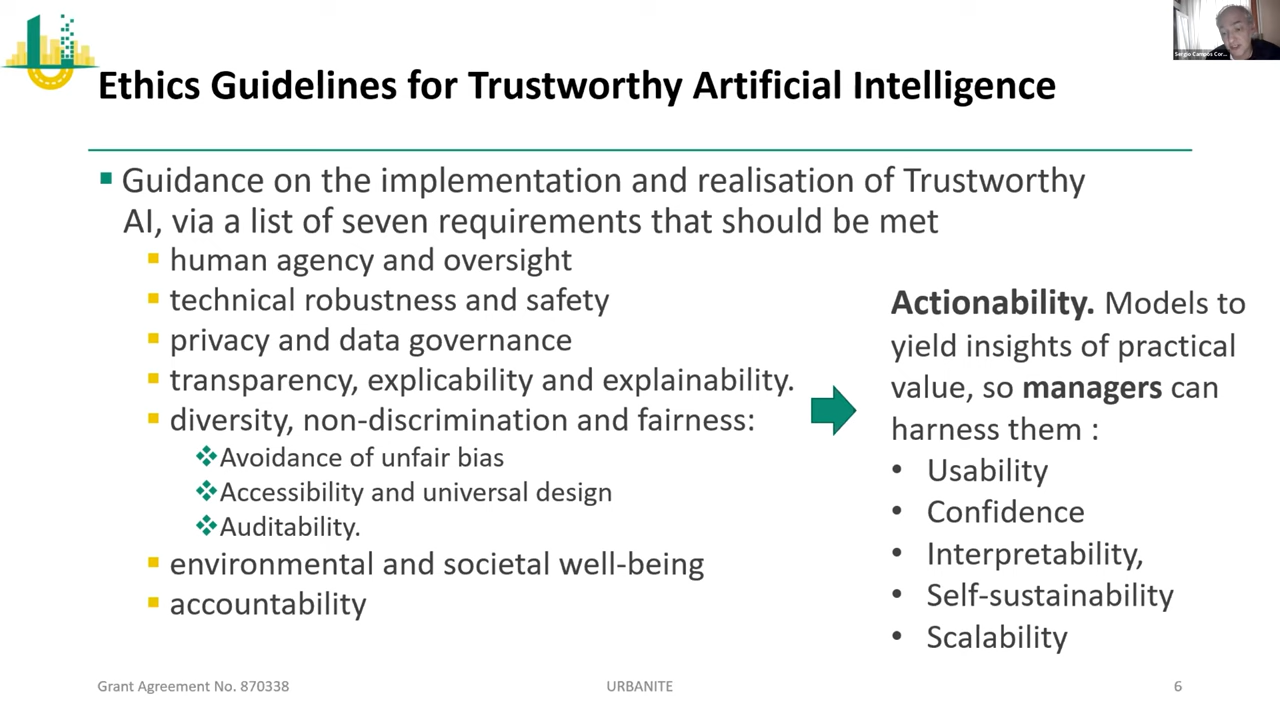 Sergio Campos Cor...
Ethics Guidelines for Trustworthy Artificial Intelligence
▪ Guidance on the implementation and realisation of Trustworthy
AI, via a list of seven requirements that should be met
▪ human agency and oversight
▪ technical robustness and safety
▪ privacy and data governance
▪ transparency, explicability and explainability.
▪ diversity, non-discrimination and fairness:
❖Avoidance of unfair bias
❖Accessibility and universal design
❖Auditability.
▪ environmental and societal well-being
▪ accountability
Actionability. Models to
yield insights of practical
value, so managers can
harness them :
• Usability
• Confidence
• Interpretability,
• Self-sustainability
• Scalability
Grant Agreement No. 870338
URBANITE
6